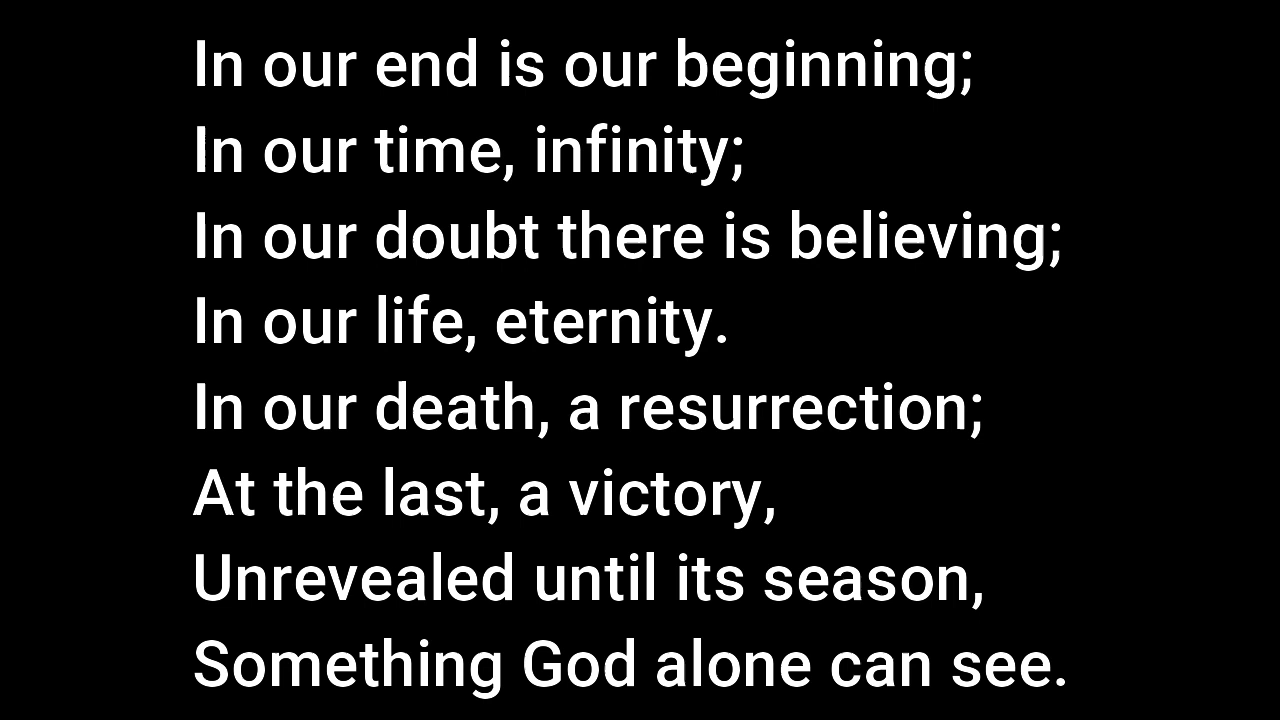 In our end is our beginning;
In our time, infinity;
In our doubt there is believing;
In our life, eternity.
In our death, a resurrection;
At the last, a victory,
Unrevealed until its season,
Something God alone can see.